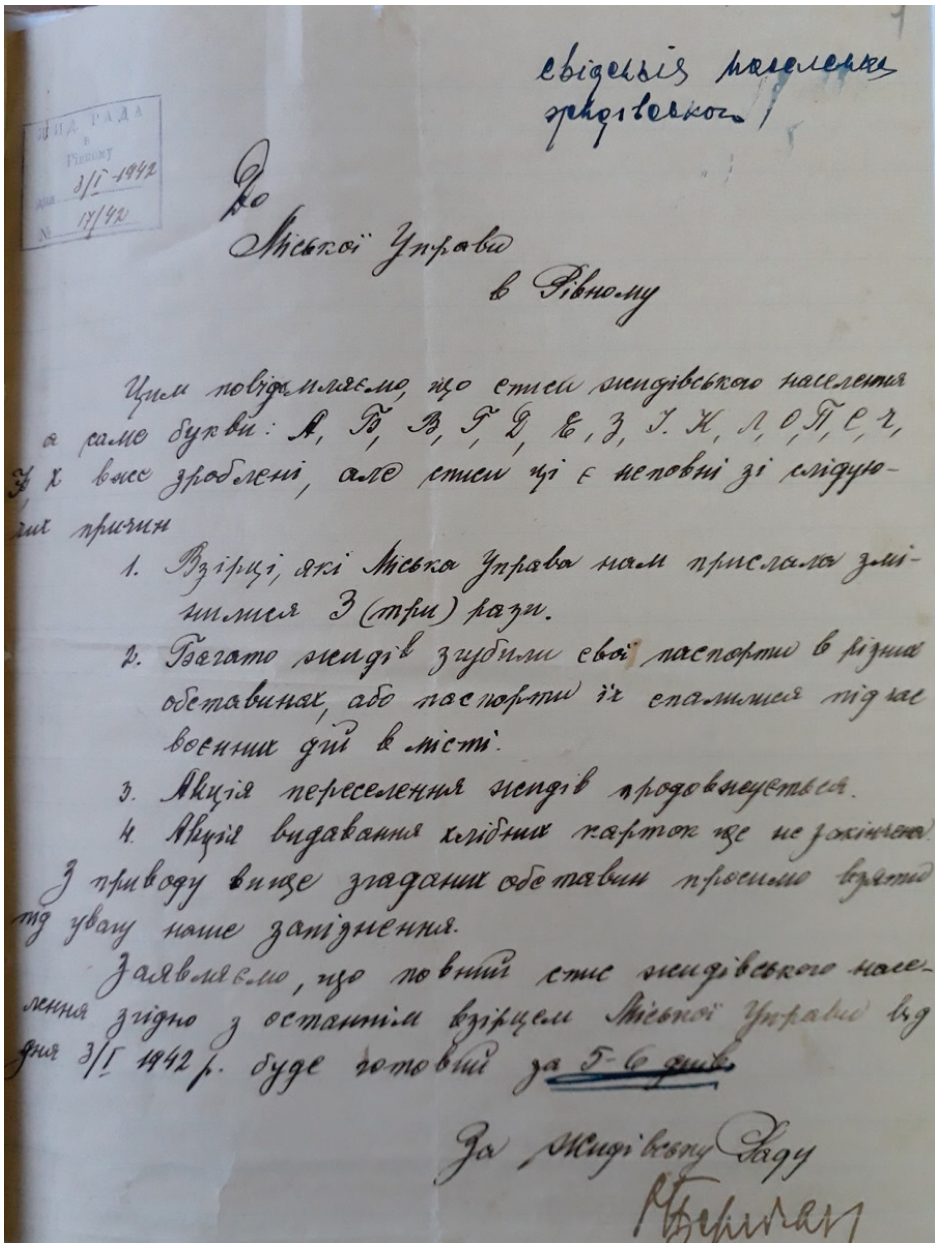 евіденція населення
жидівського
ЖИД. РАДА
в
Рівному
дня 3/I-1942
№ 17/42
До
Міської Управи
в Рівному
Цим повідомляємо, що списи жидівського населення
а саме букви: А, Б, В, Г, Д, Е, З, І. К, Л, О, П, С, Ч,
Х вже зроблені, але списи ці є неповні зі слідую-
чих причин
1. Взірці, які Міська Управа нам прислала змі-
нилися 3 (три) рази.
2. Багато жидів згубили свої паспорти в різних
обставинах, або паспорти їх спалилися під час
воєнних дій в місті.
3. Акція переселення жидів продовжується.
4. Акція видавання хлібних карток ще не закінчена.
З приводу вище згаданих обставин просимо взяти
під увагу наше запізнення.
Заявляємо, що повний спис жидівського насе-
лення згідно з останнім взірцем Міської Управи від
дня 3/I 1942 р. буде готовий за 5-6 днів
За жидівську Раду